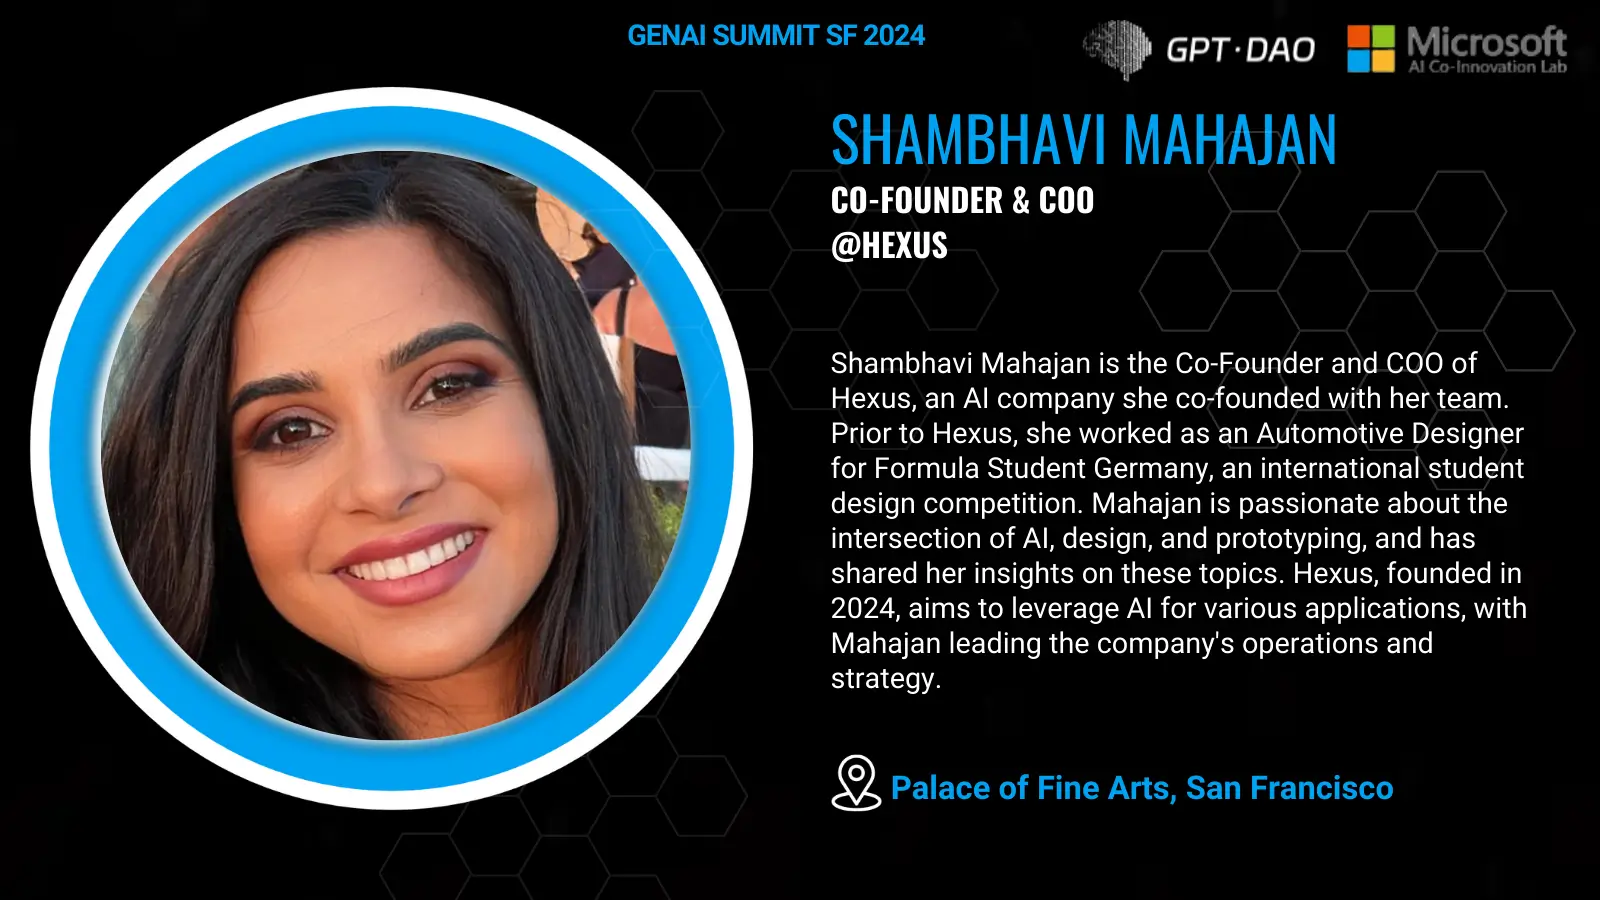 GENAI SUMMIT SF 2024
GPT·DAO
Microsoft
AI Co-Innovation Lab
SHAMBHAVI MAHAJAN
CO-FOUNDER & COO
@HEXUS
Shambhavi Mahajan is the Co-Founder and COO of
Hexus, an AI company she co-founded with her team.
Prior to Hexus, she worked as an Automotive Designer
for Formula Student Germany, an international student
design competition. Mahajan is passionate about the
intersection of AI, design, and prototyping, and has
shared her insights on these topics. Hexus, founded in
2024, aims to leverage AI for various applications, with
Mahajan leading the company's operations and
strategy.
Palace of Fine Arts, San Francisco